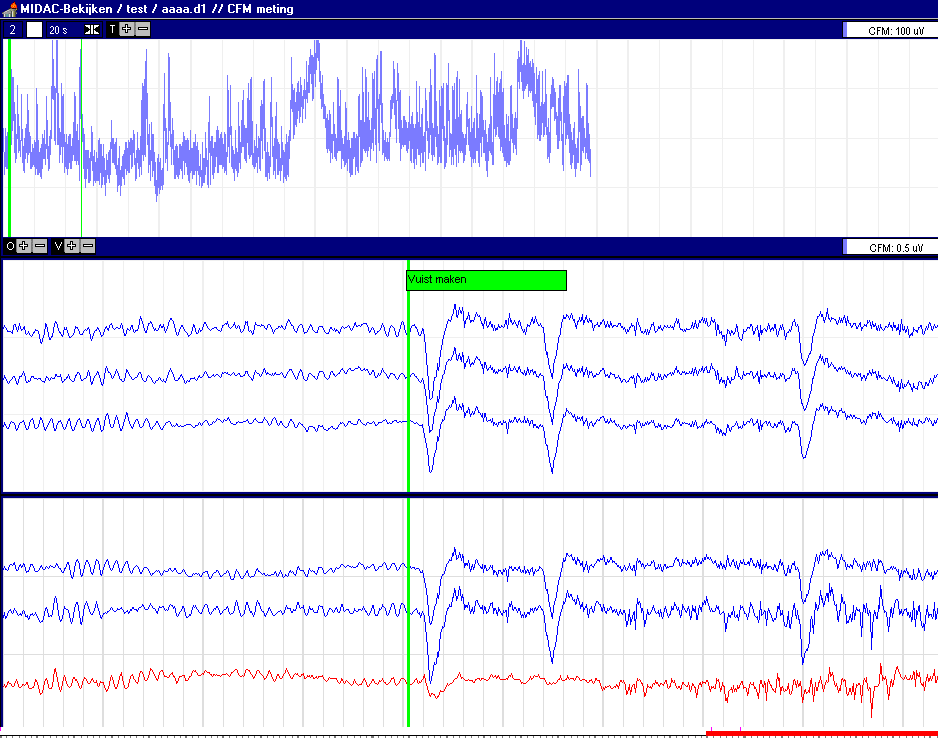 MIDAC-Bekijken / test / aaaa.d1 // CFM meting
2 20 s T CFM: 100 uV
O V CFM: 0.5 uV
Vuist maken